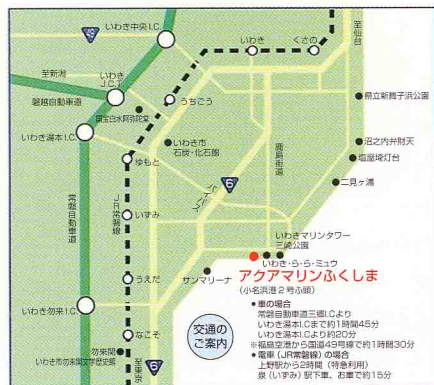 いわき中央I.C
49
いわき
くさの
至仙台
至新潟
いわき
J.C.T
磐越自動車道
うちごう
国宝白水阿弥陀堂
県立新舞子浜公園
いわき湯本I.C
いわき市
石炭・化石館
鹿島街道
沼之内弁財天
塩屋埼灯台
ゆもと
6
バイパス
二見ヶ浦
常磐自動車道
JR常磐線
いずみ
いわきマリンタワー
三崎公園
いわき・ら・ら・ミュウ
アクアマリンふくしま
(小名浜港2号ふ頭)
うえだ
サンマリーナ
いわき勿来I.C
なこそ
勿来関
いわき市勿来関文学歴史館
6
至東京
交通の
ご案内
●車の場合
常磐自動車道三郷I.Cより
いわき湯本I.Cまで約1時間45分
いわき湯本I.Cより約20分
※福島空港から国道49号線で約1時間30分
●電車(JR常磐線)の場合
上野駅から2時間(特急利用)
泉(いずみ)駅下車、お車で約15分